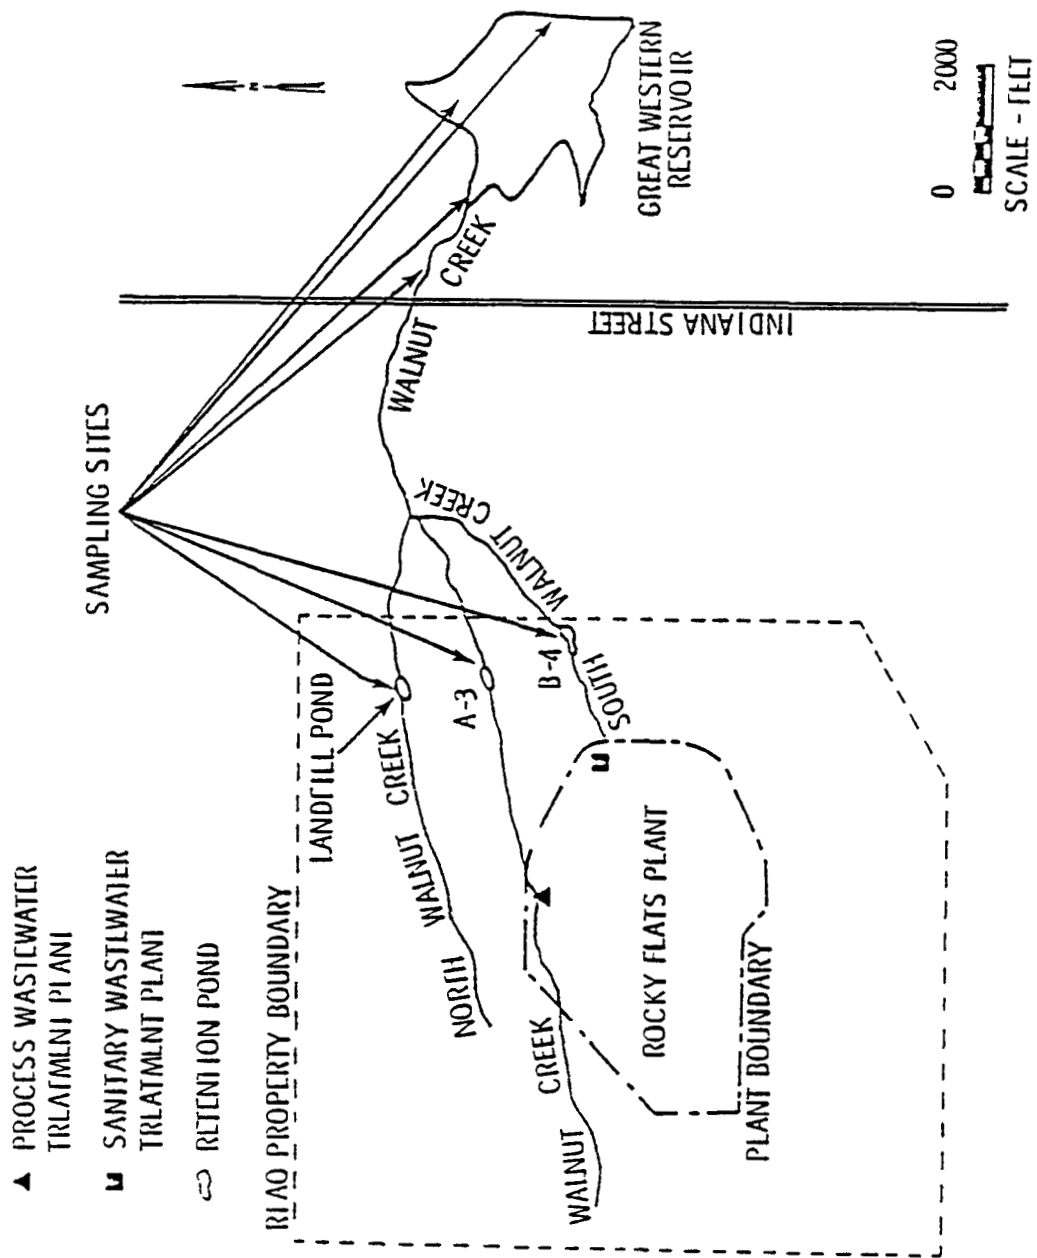 ▲ PROCESS WASTEWATER
TREATMENT PLANT
SANITARY WASTEWATER
TREATMENT PLANT
RETENTION POND
SAMPLING SITES
N
PROPERTY BOUNDARY
LANDFILL POND
NORTH WALNUT CREEK
A-3
B-4
SOUTH WALNUT CREEK
WALNUT CREEK
WALNUT CREEK
INDIANA STREET
GREAT WESTERN
RESERVOIR
ROCKY FLATS PLANT
PLANT BOUNDARY
0 2000
SCALE - FEET